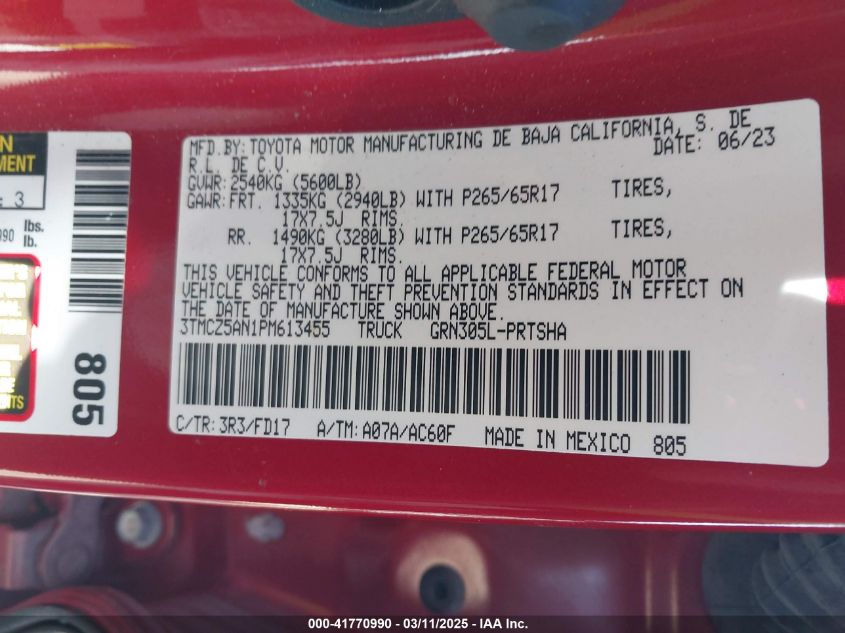 MFD.BY: TOYOTA MOTOR MANUFACTURING DE BAJA CALIFORNIA, S. DE
R.L. DE C.V. DATE: 06/23
GVWR: 2540KG (5600LB)
GAWR: FRT. 1335KG (2940LB) WITH P265/65R17 TIRES,
17X7.5J RIMS.
RR. 1490KG (3280LB) WITH P265/65R17 TIRES,
17X7.5J RIMS.
THIS VEHICLE CONFORMS TO ALL APPLICABLE FEDERAL MOTOR
VEHICLE SAFETY AND THEFT PREVENTION STANDARDS IN EFFECT ON
THE DATE OF MANUFACTURE SHOWN ABOVE.
3TMCZ5AN1PM613455 TRUCK GRN305L-PRTSHA
C/TR: 3R3/FD17 A/TM: A07A/AC60F MADE IN MEXICO 805
: 3
090 lbs.
lb.
805
000-41770990 - 03/11/2025 - IAA Inc.